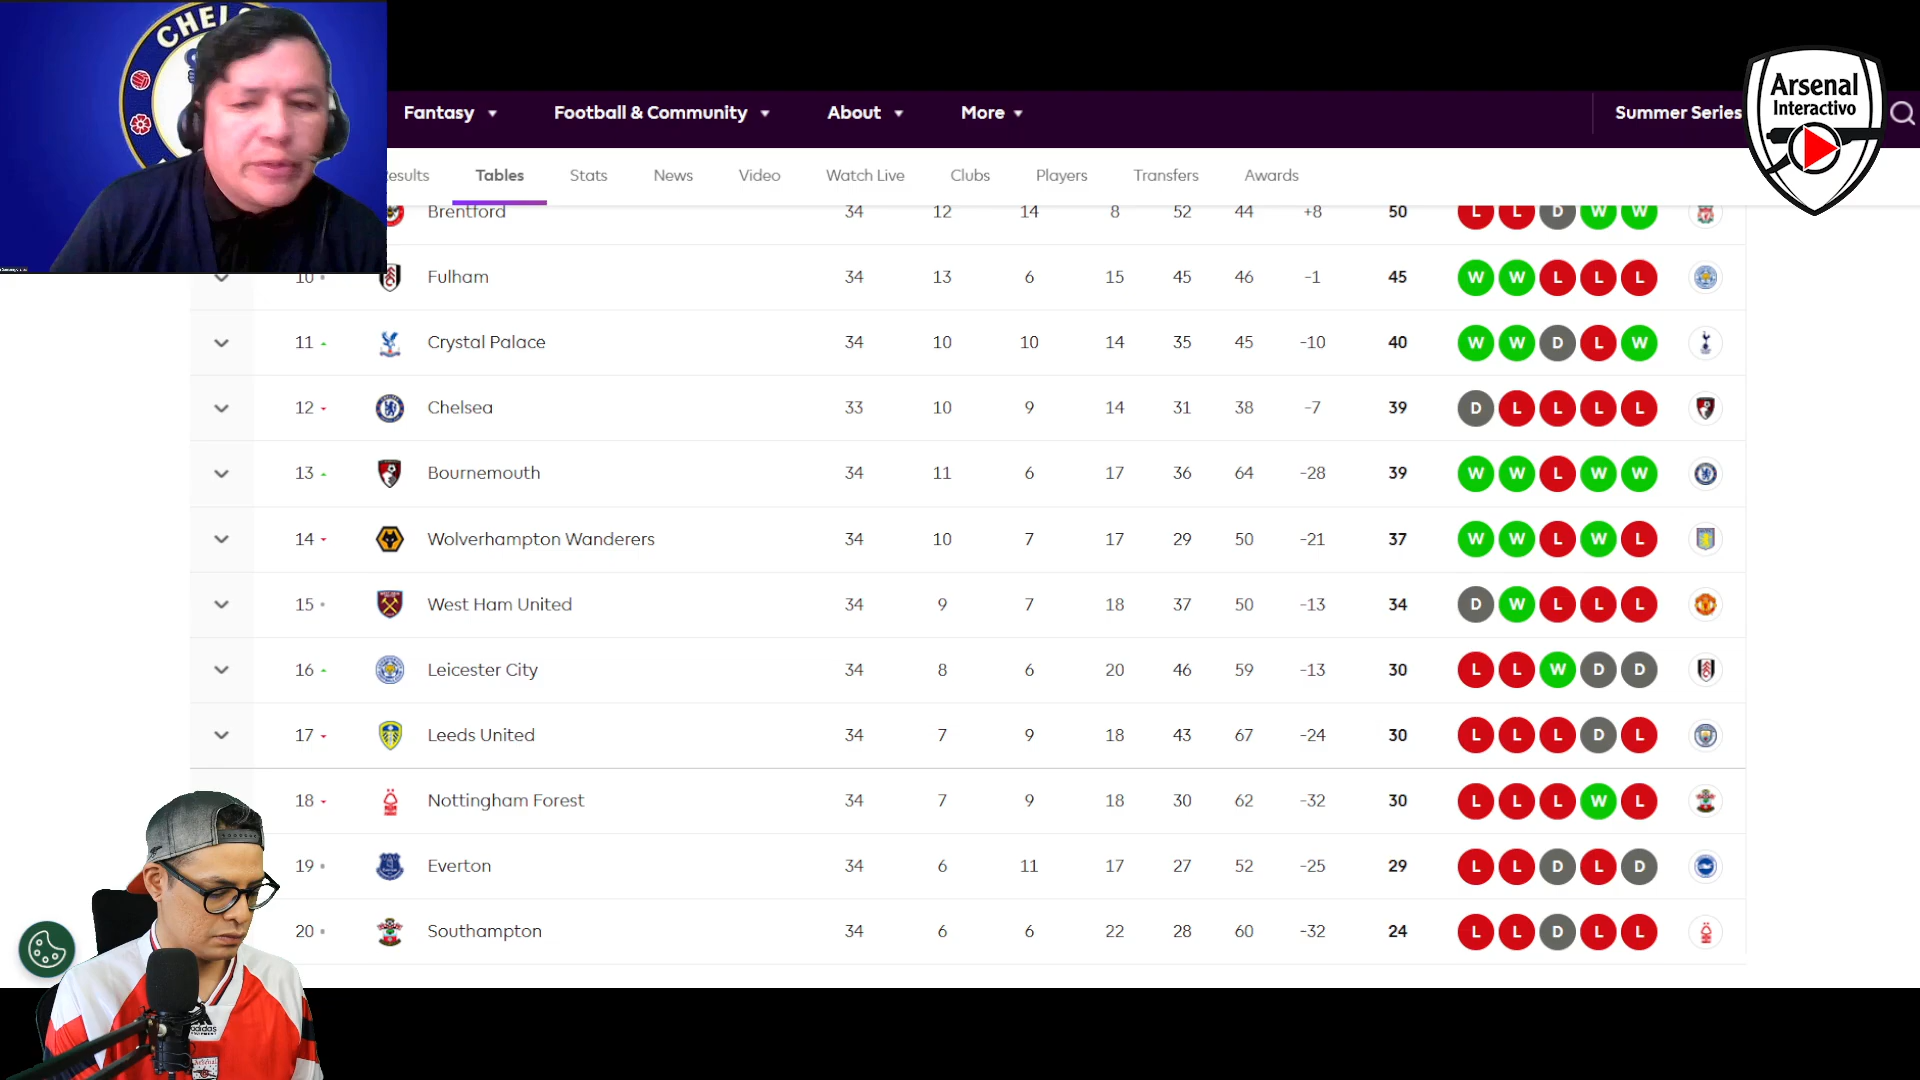 CHELS
Fantasy Football & Community About More Summer Series
Arsenal
Interactivo
esults Tables Stats News Video Watch Live Clubs Players Transfers Awards
Brentford 34 12 14 8 52 44 +8 50 L L D W W
10 Fulham 34 13 6 15 45 46 -1 45 W W L L L
11 Crystal Palace 34 10 10 14 35 45 -10 40 W W D L W
12 Chelsea 33 10 9 14 31 38 -7 39 D L L L L
13 Bournemouth 34 11 6 17 36 64 -28 39 W W L W W
14 Wolverhampton Wanderers 34 10 7 17 29 50 -21 37 W W L W L
15 West Ham United 34 9 7 18 37 50 -13 34 D W L L L
16 Leicester City 34 8 6 20 46 59 -13 30 L L W D D
17 Leeds United 34 7 9 18 43 67 -24 30 L L L D L
18 Nottingham Forest 34 7 9 18 30 62 -32 30 L L L W L
19 Everton 34 6 11 17 27 52 -25 29 L L D L D
20 Southampton 34 6 6 22 28 60 -32 24 L L D L L
adidas